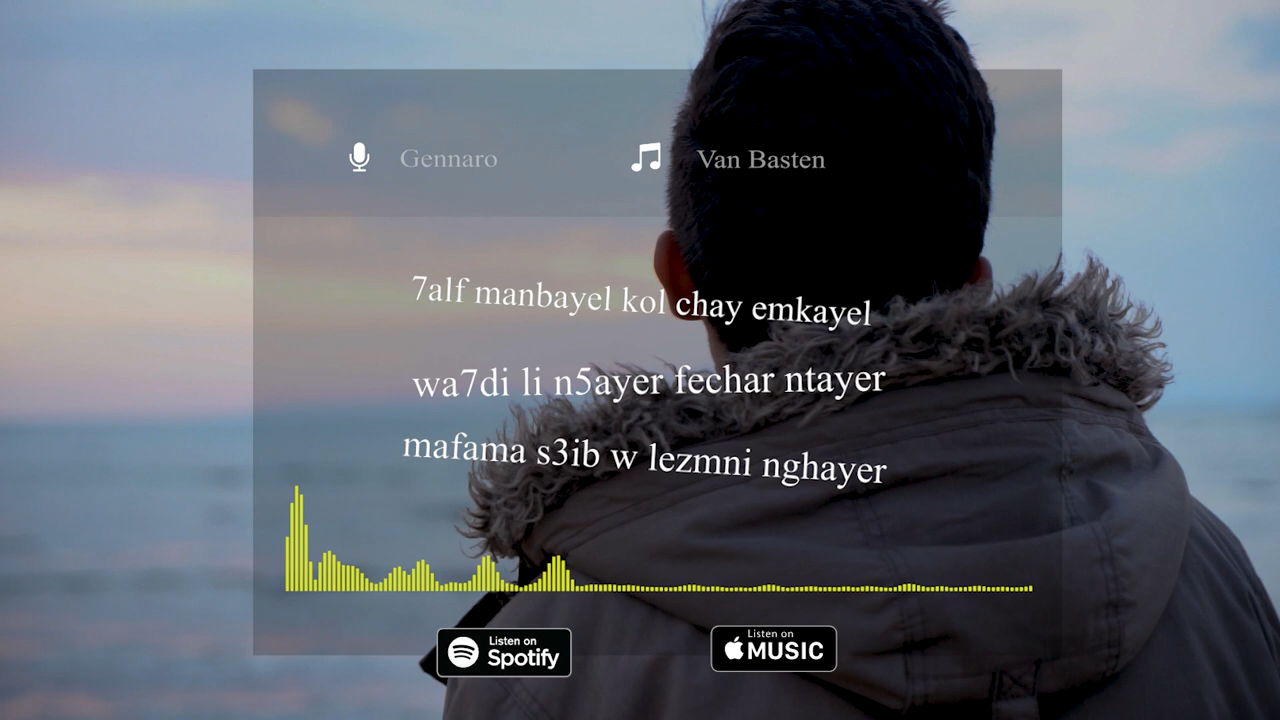 Gennaro
Van Basten
7alf manbayel kol chay emkayel
wa7di li n5ayer fechar ntayer
mafama s3ib w lezmni nghayer
Listen on
Spotify
Listen on
MUSIC